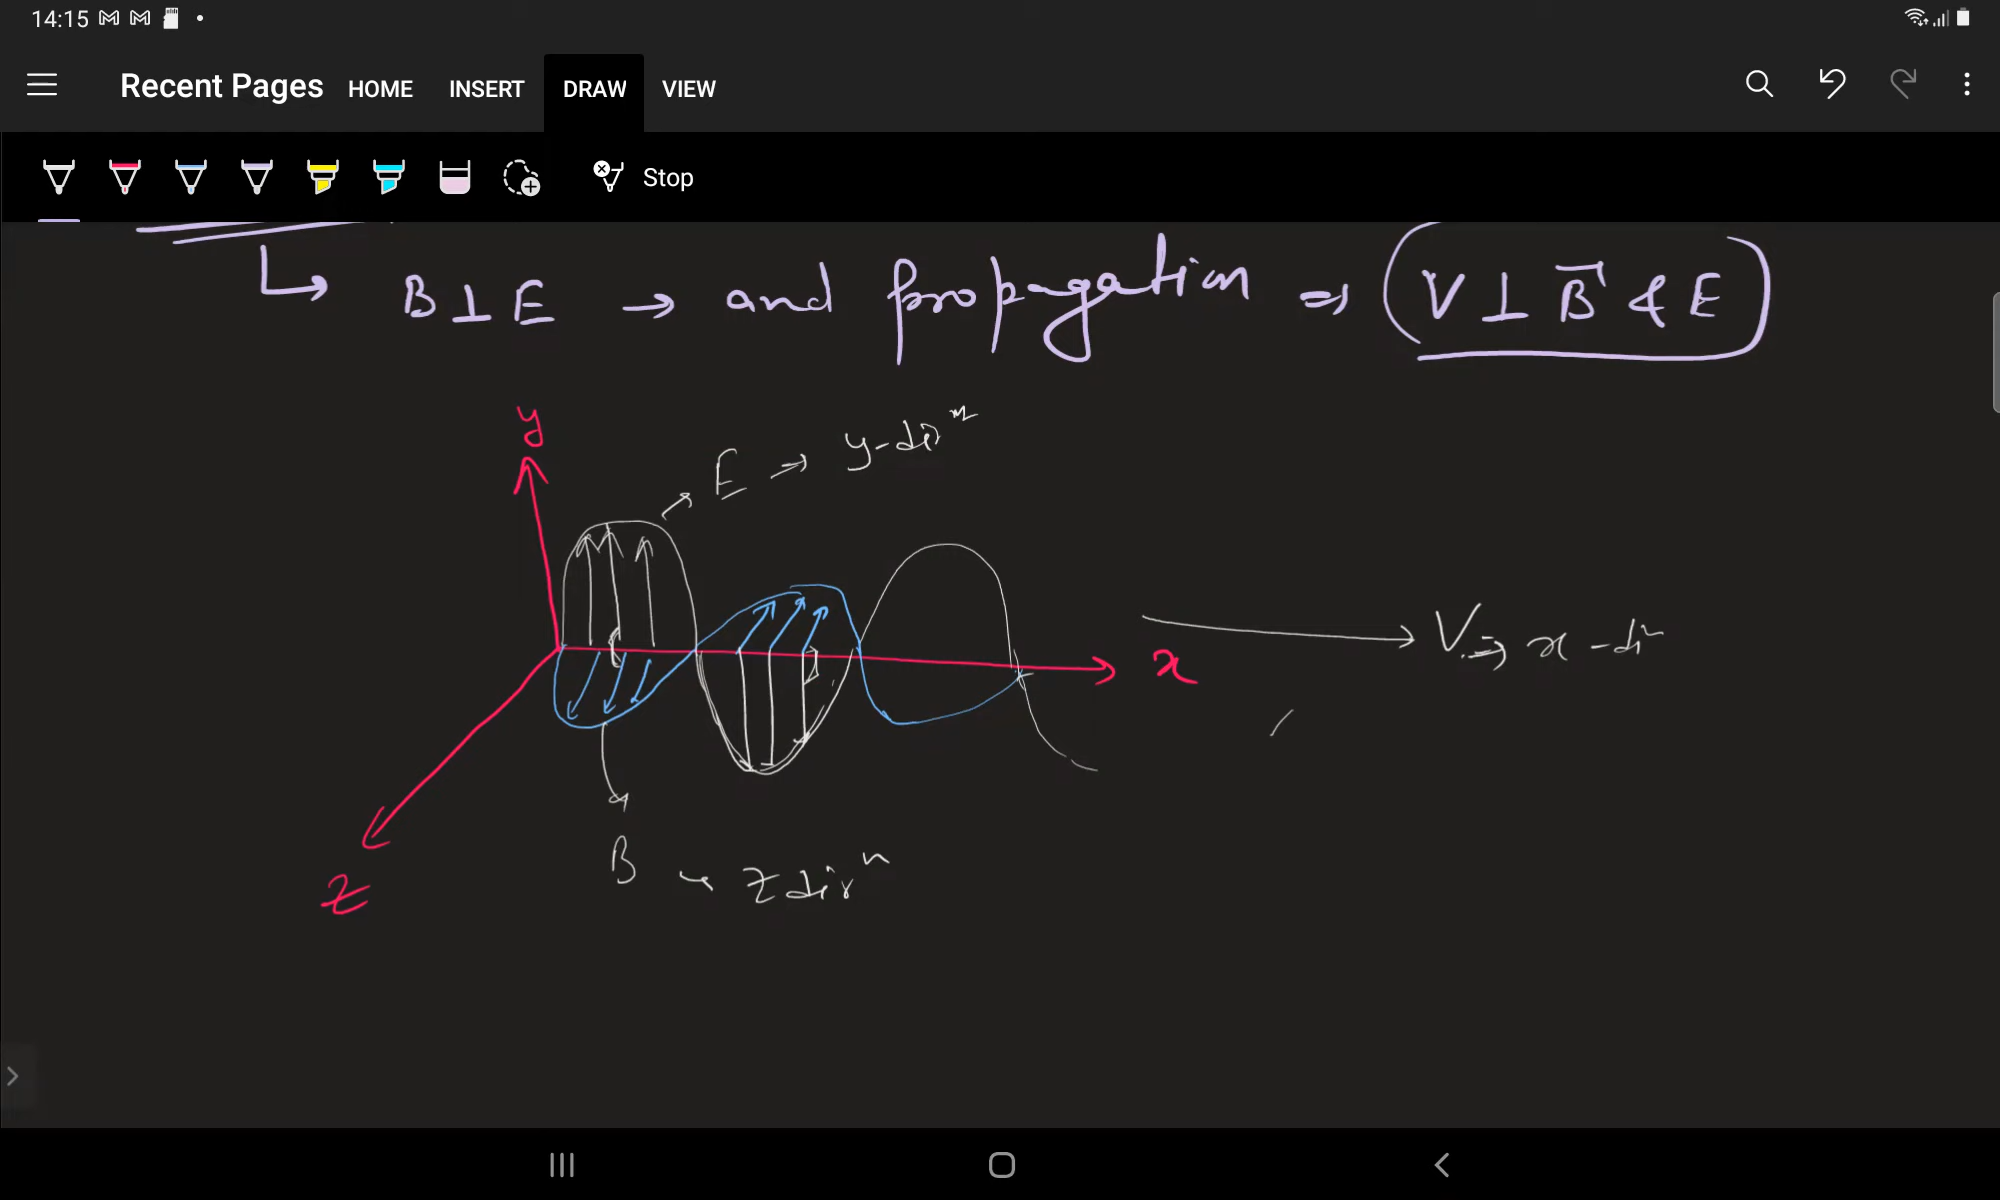 14:15
Recent Pages HOME INSERT DRAW VIEW
Stop
↳ B ⊥ E → and propagation ⇒ (V ⊥ B⃗ & E)
y
E → y-dirⁿ
x
V ⇒ x -dirⁿ
B → z dirⁿ
z